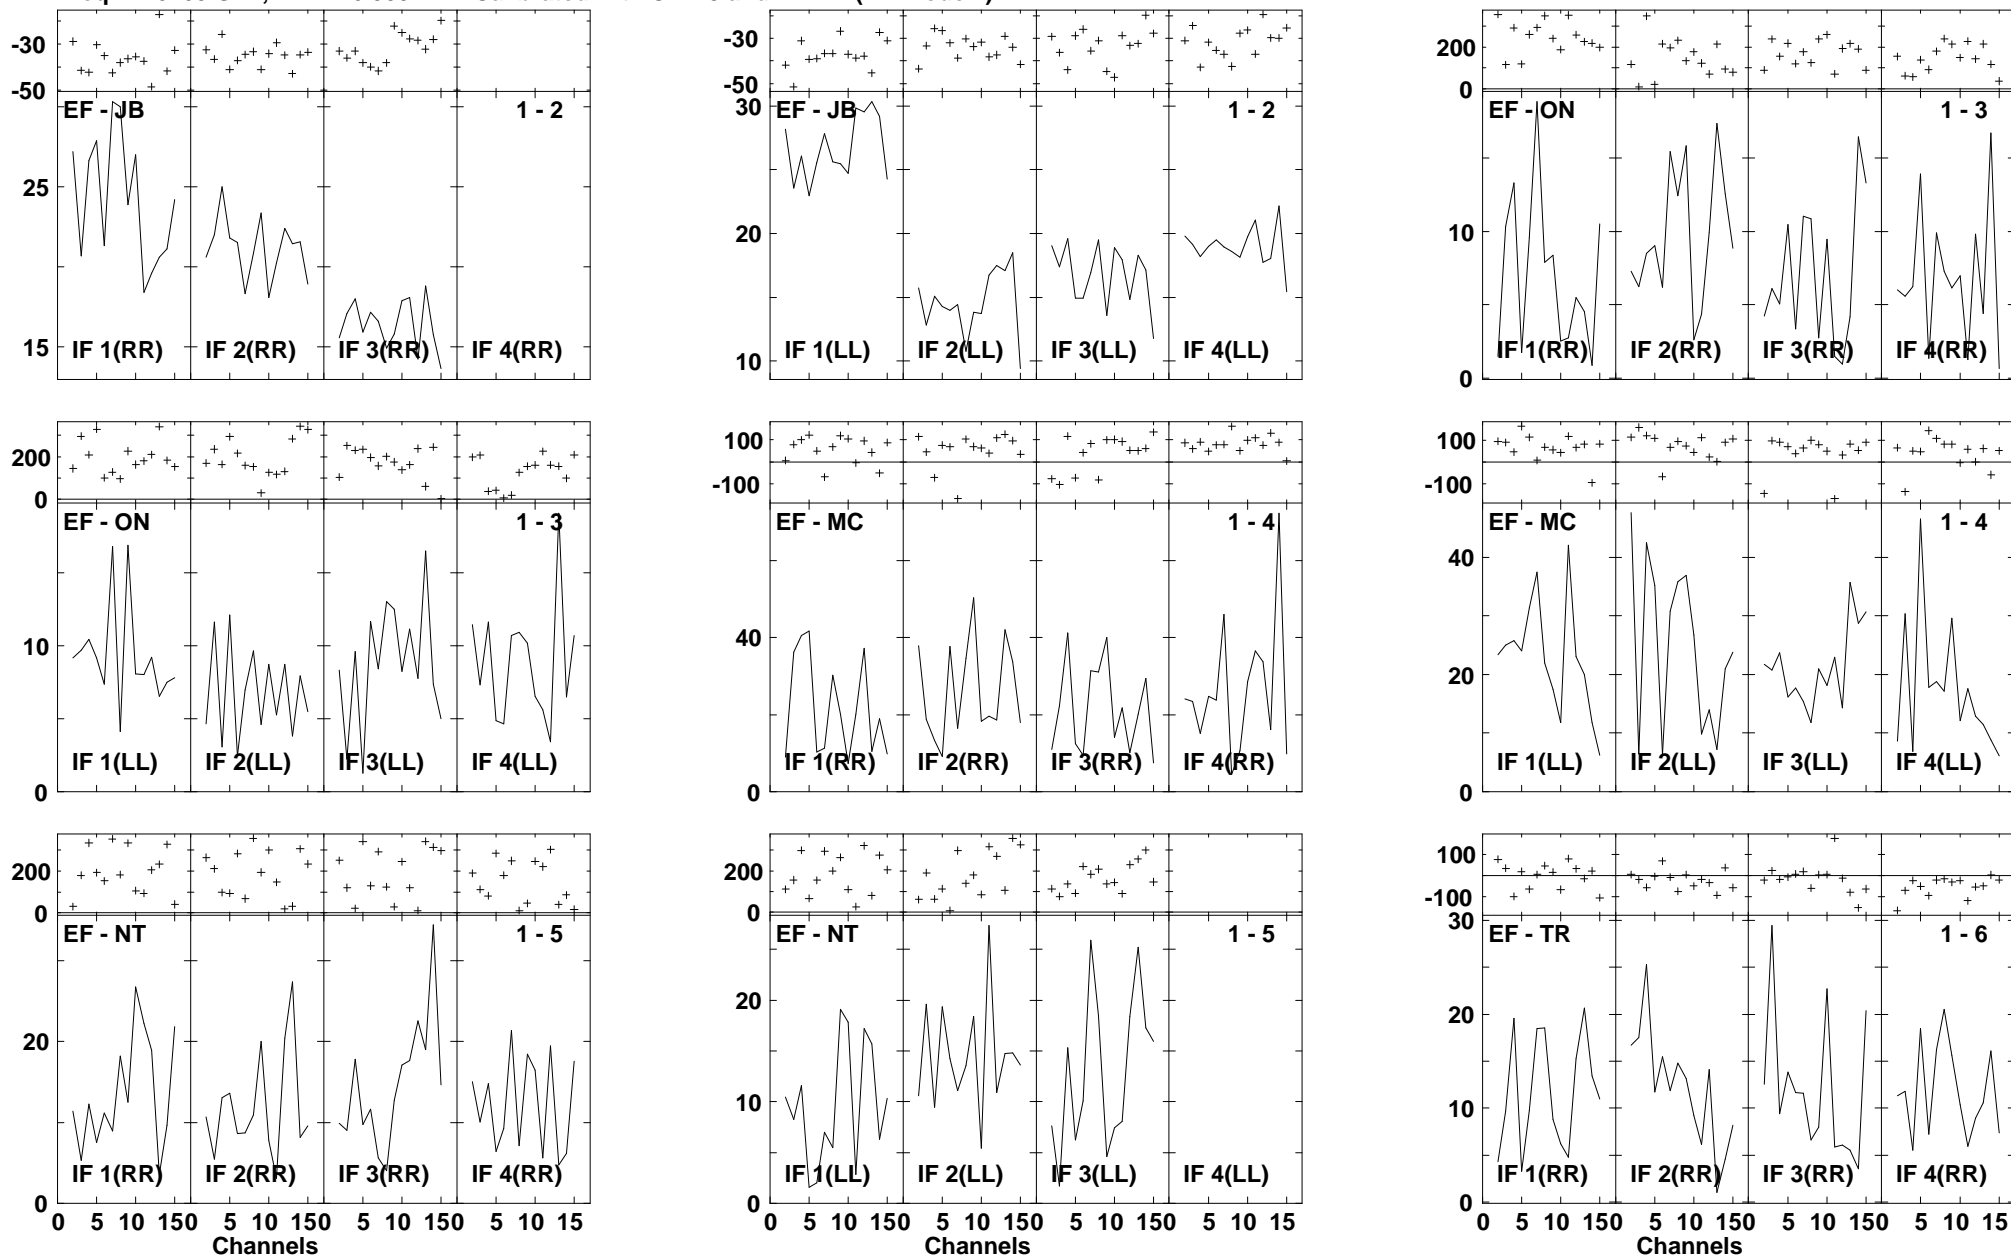 -30 -30 200
-50 -50 0
EF - JB 1 - 2 30 EF - JB 1 - 2 EF - ON 1 - 3
25 20 10
15 IF 1(RR) IF 2(RR) IF 3(RR) IF 4(RR) 10 IF 1(LL) IF 2(LL) IF 3(LL) IF 4(LL) 0 IF 1(RR) IF 2(RR) IF 3(RR) IF 4(RR)
200 100 100
0 -100 -100
EF - ON 1 - 3 EF - MC 1 - 4 EF - MC 1 - 4
10 40 40
20
IF 1(LL) IF 2(LL) IF 3(LL) IF 4(LL) IF 1(RR) IF 2(RR) IF 3(RR) IF 4(RR) IF 1(LL) IF 2(LL) IF 3(LL) IF 4(LL)
0 0 0
200 200 100
0 0 -100
EF - NT 1 - 5 EF - NT 1 - 5 30 EF - TR 1 - 6
20 20 20
10 10
IF 1(RR) IF 2(RR) IF 3(RR) IF 4(RR) IF 1(LL) IF 2(LL) IF 3(LL) IF 4(LL) IF 1(RR) IF 2(RR) IF 3(RR) IF 4(RR)
0 0 0
0 5 10 150 5 10 150 5 10 150 5 10 15 0 5 10 150 5 10 150 5 10 150 5 10 15 0 5 10 150 5 10 150 5 10 150 5 10 15
Channels Channels Channels